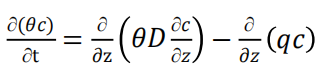 ∂(θc)/∂t = ∂/∂z (θD ∂c/∂z) − ∂/∂z (qc)